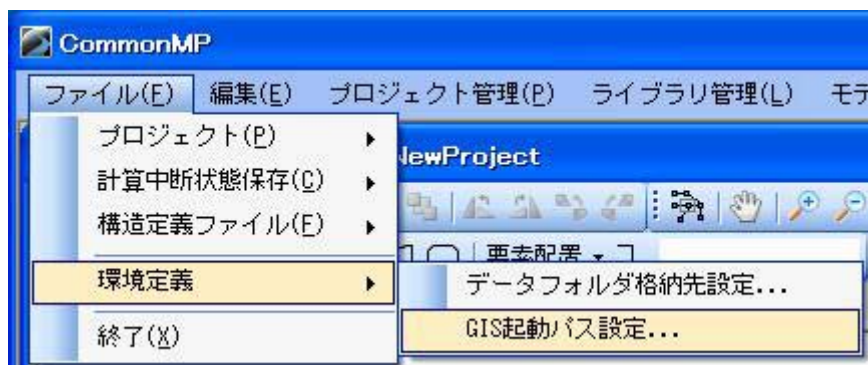 CommonMP
ファイル(F) 編集(E) プロジェクト管理(P) ライブラリ管理(L) モデ
プロジェクト(P)
NewProject
計算中断状態保存(C)
構造定義ファイル(F)
要素配置
環境定義
データフォルダ格納先設定...
GIS起動パス設定...
終了(X)